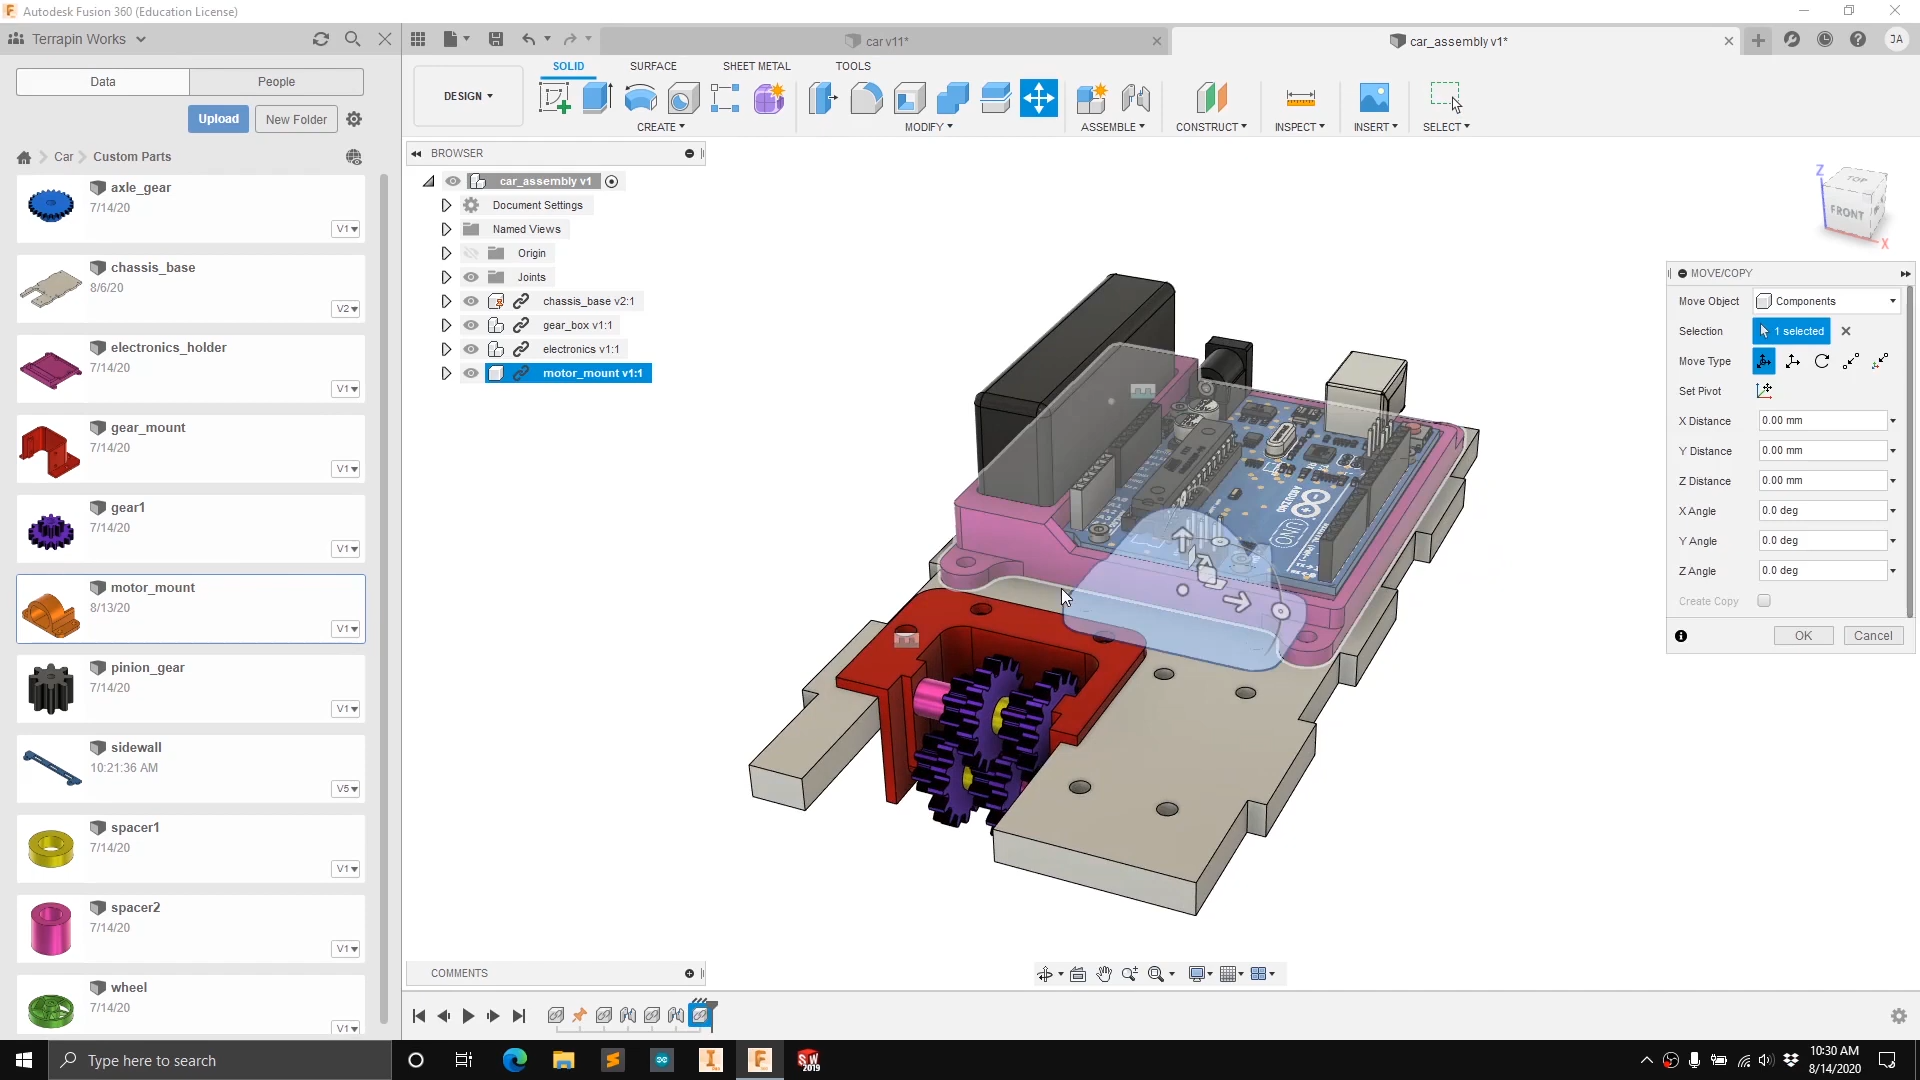 Autodesk Fusion 360 (Education License)
Terrapin Works
car v11*
car_assembly v1*
JA
Data
People
Upload
New Folder
Car
Custom Parts
axle_gear
7/14/20
V1
chassis_base
8/6/20
V2
electronics_holder
7/14/20
V1
gear_mount
7/14/20
V1
gear1
7/14/20
V1
motor_mount
8/13/20
V1
pinion_gear
7/14/20
V1
sidewall
10:21:36 AM
V5
spacer1
7/14/20
V1
spacer2
7/14/20
V1
wheel
7/14/20
V1
SOLID
SURFACE
SHEET METAL
TOOLS
DESIGN
CREATE
MODIFY
ASSEMBLE
CONSTRUCT
INSPECT
INSERT
SELECT
BROWSER
car_assembly v1
Document Settings
Named Views
Origin
Joints
chassis_base v2:1
gear_box v1:1
electronics v1:1
motor_mount v1:1
Z
TOP
FRONT
X
ARDUINO
UNO
MOVE/COPY
Move Object
Components
Selection
1 selected
Move Type
Set Pivot
X Distance
0.00 mm
Y Distance
0.00 mm
Z Distance
0.00 mm
X Angle
0.0 deg
Y Angle
0.0 deg
Z Angle
0.0 deg
Create Copy
OK
Cancel
COMMENTS
Type here to search
SW
2019
10:30 AM
8/14/2020